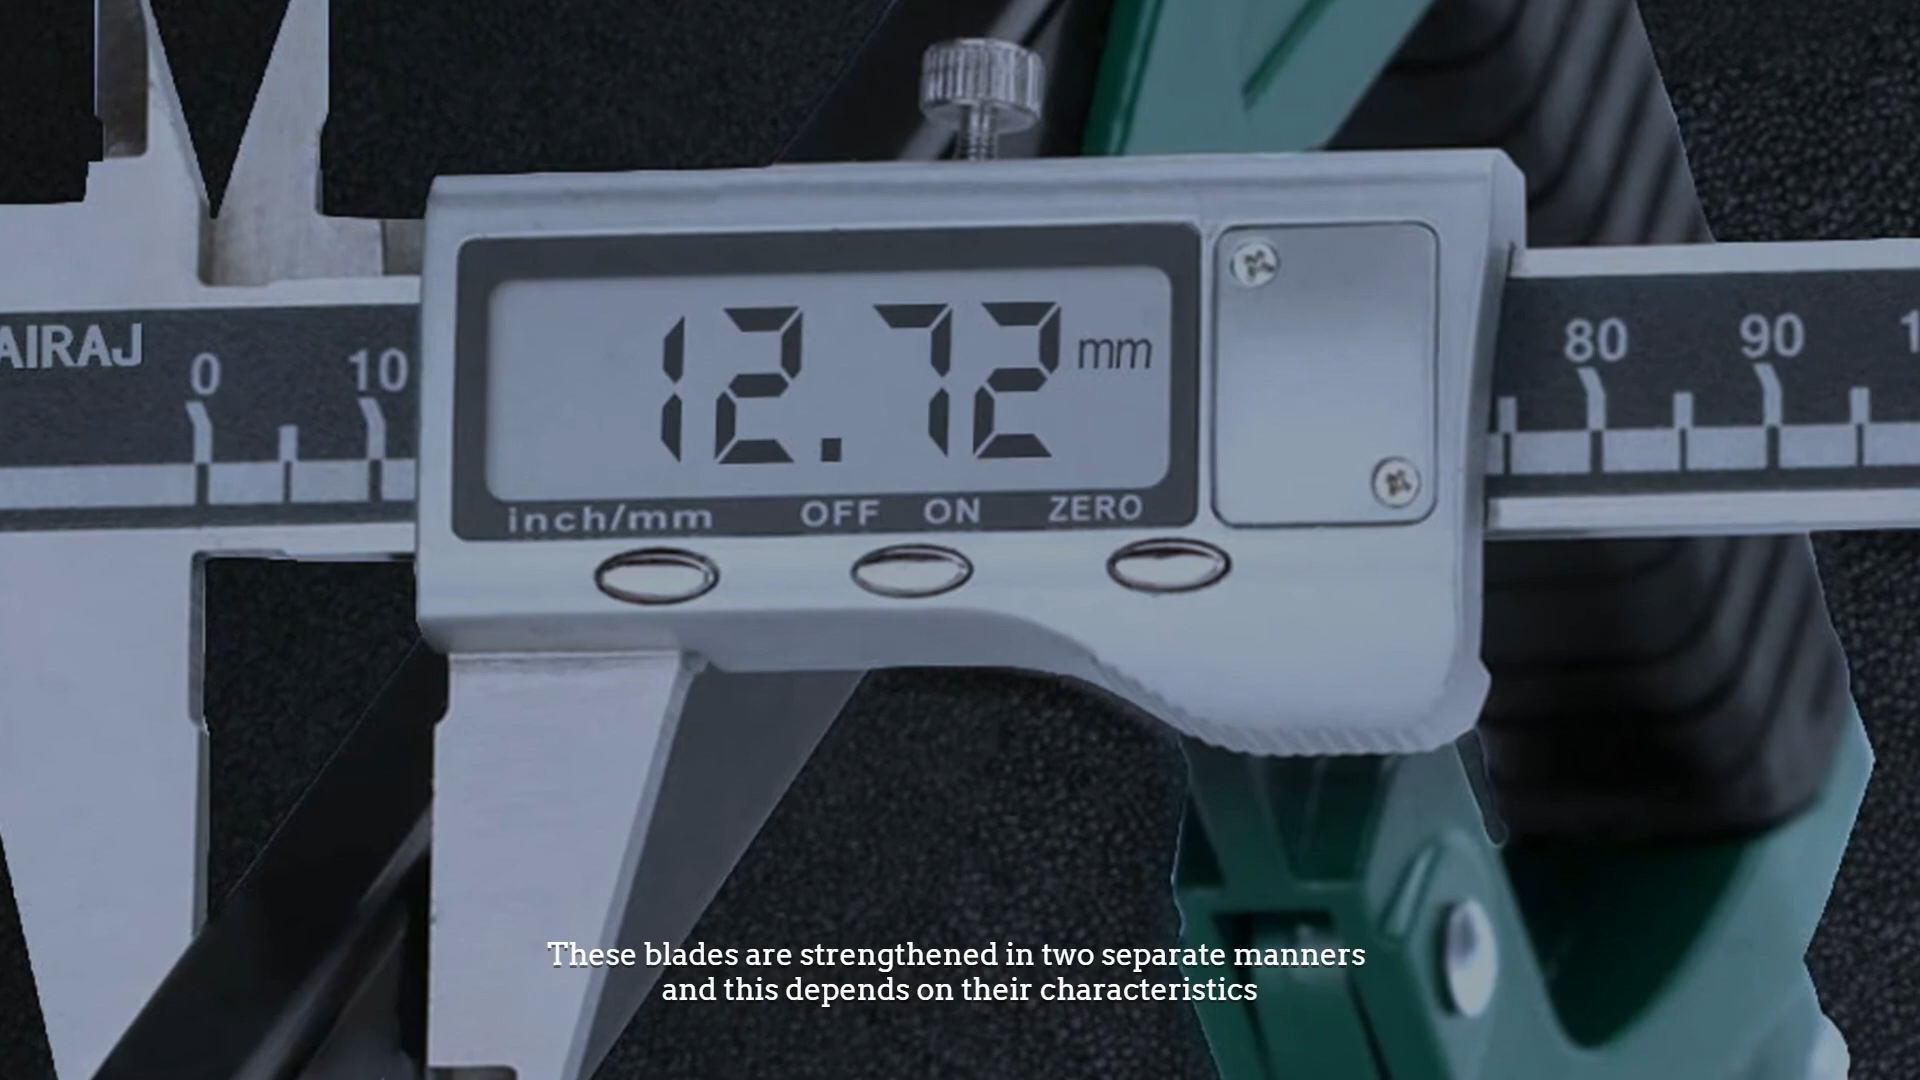 AIRAJ
0
10
12.72 mm
80
90
inch/mm OFF ON ZERO
These blades are strengthened in two separate manners
and this depends on their characteristics